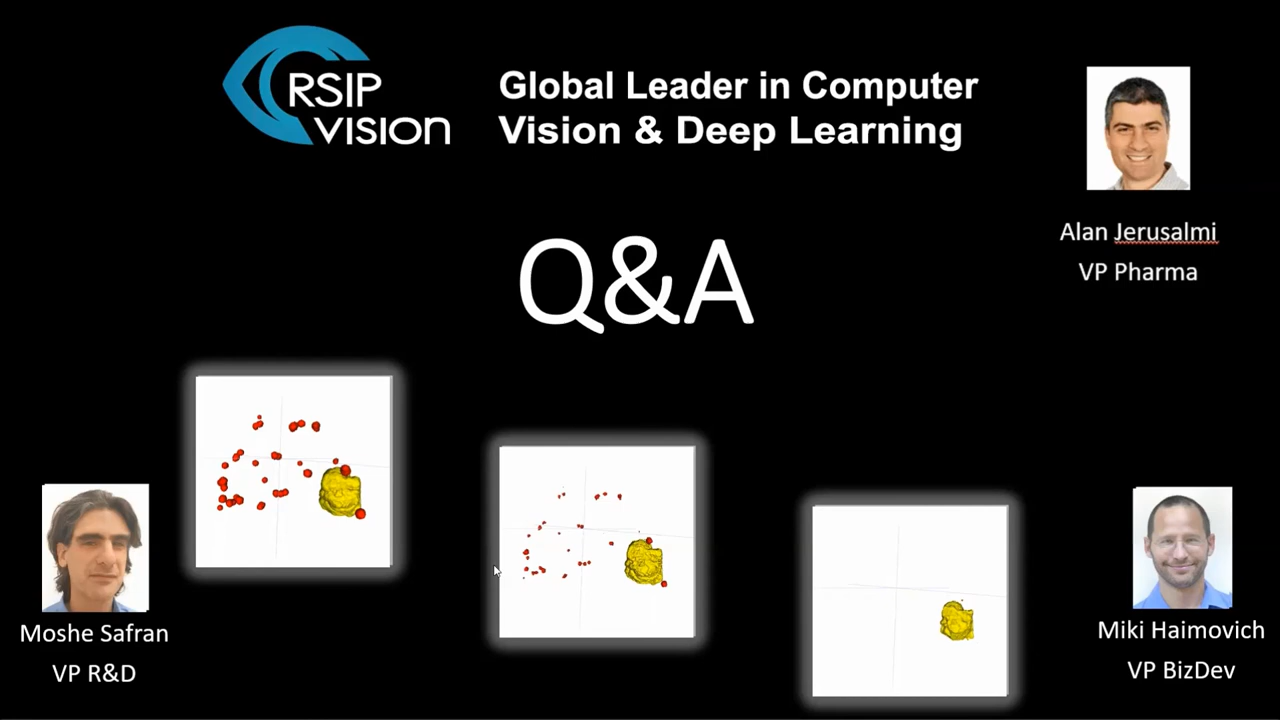 RSIP
VISION
Global Leader in Computer
Vision & Deep Learning
Alan Jerusalmi
VP Pharma
Q&A
Moshe Safran
VP R&D
Miki Haimovich
VP BizDev